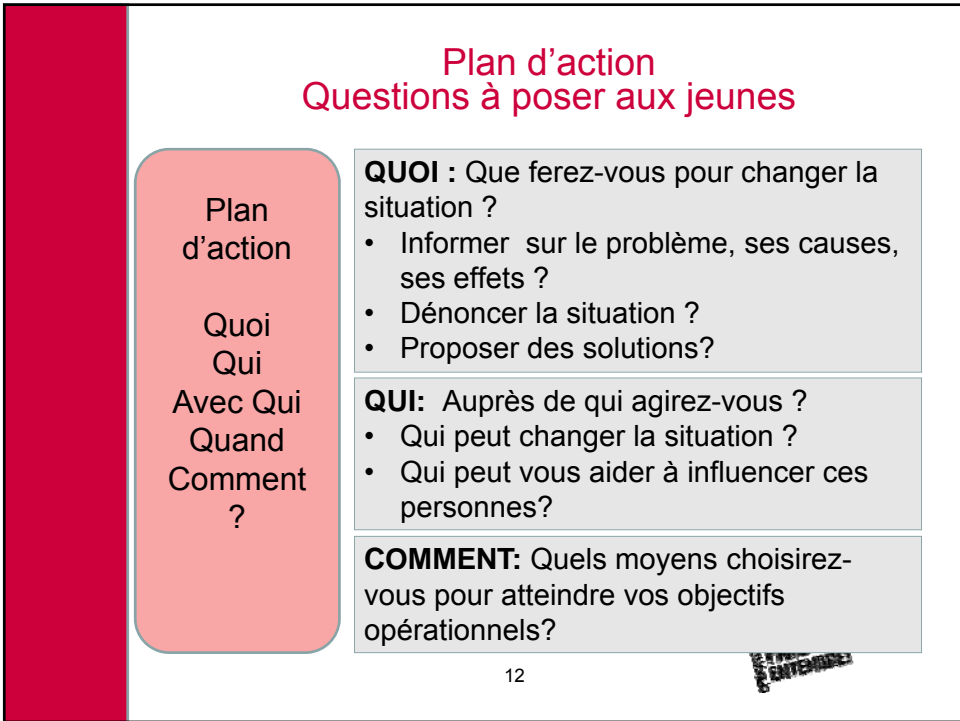 Plan d’action
Questions à poser aux jeunes
Plan
d’action
Quoi
Qui
Avec Qui
Quand
Comment
?
QUOI : Que ferez-vous pour changer la
situation ?
• Informer sur le problème, ses causes,
ses effets ?
• Dénoncer la situation ?
• Proposer des solutions?
QUI: Auprès de qui agirez-vous ?
• Qui peut changer la situation ?
• Qui peut vous aider à influencer ces
personnes?
COMMENT: Quels moyens choisirez-
vous pour atteindre vos objectifs
opérationnels?
12